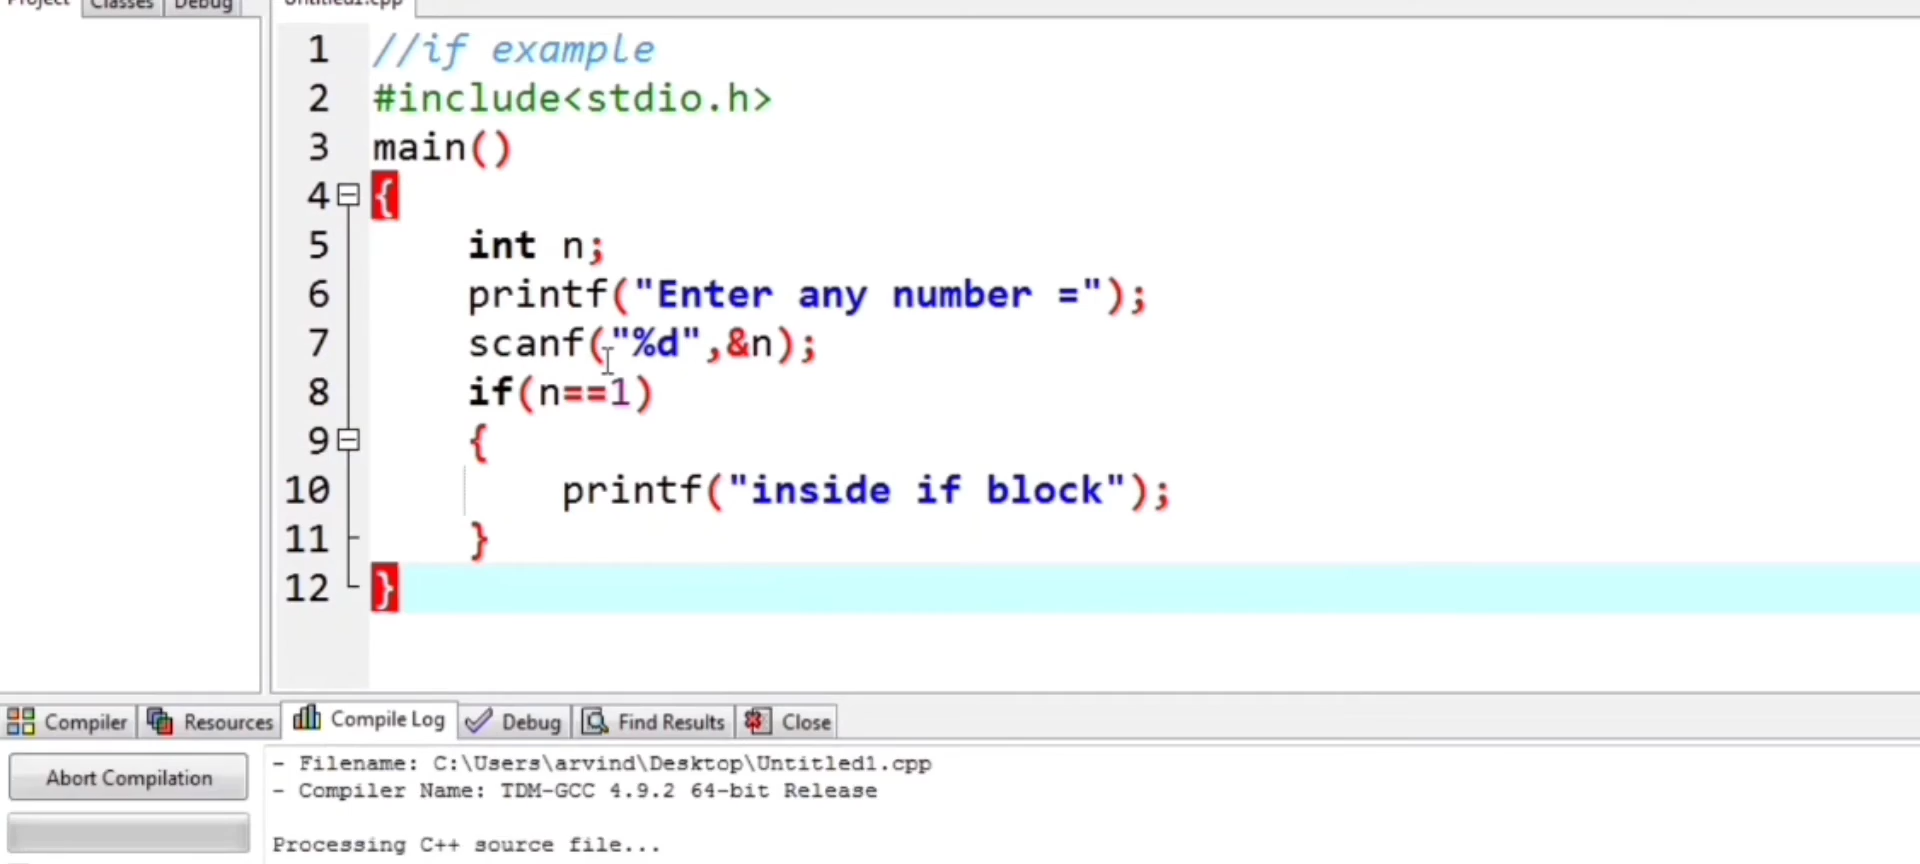 Project Classes Debug Untitled1.cpp
1 //if example
2 #include<stdio.h>
3 main()
4 {
5 int n;
6 printf("Enter any number =");
7 scanf("%d",&n);
8 if(n==1)
9 {
10 printf("inside if block");
11 }
12 }
Compiler Resources Compile Log Debug Find Results Close
Abort Compilation
- Filename: C:\Users\arvind\Desktop\Untitled1.cpp
- Compiler Name: TDM-GCC 4.9.2 64-bit Release
Processing C++ source file...